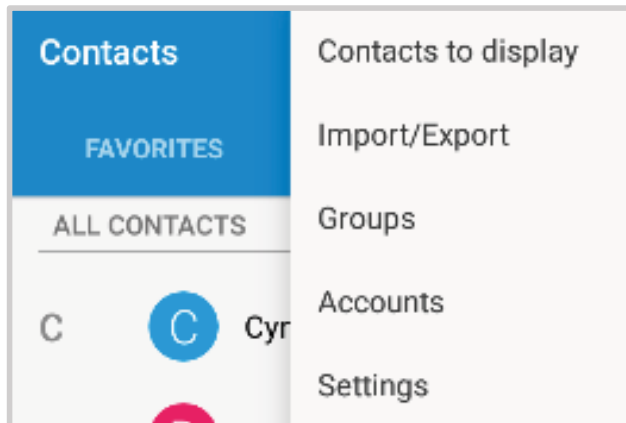 Contacts
FAVORITES
ALL CONTACTS
C
C
Cyr
Contacts to display
Import/Export
Groups
Accounts
Settings